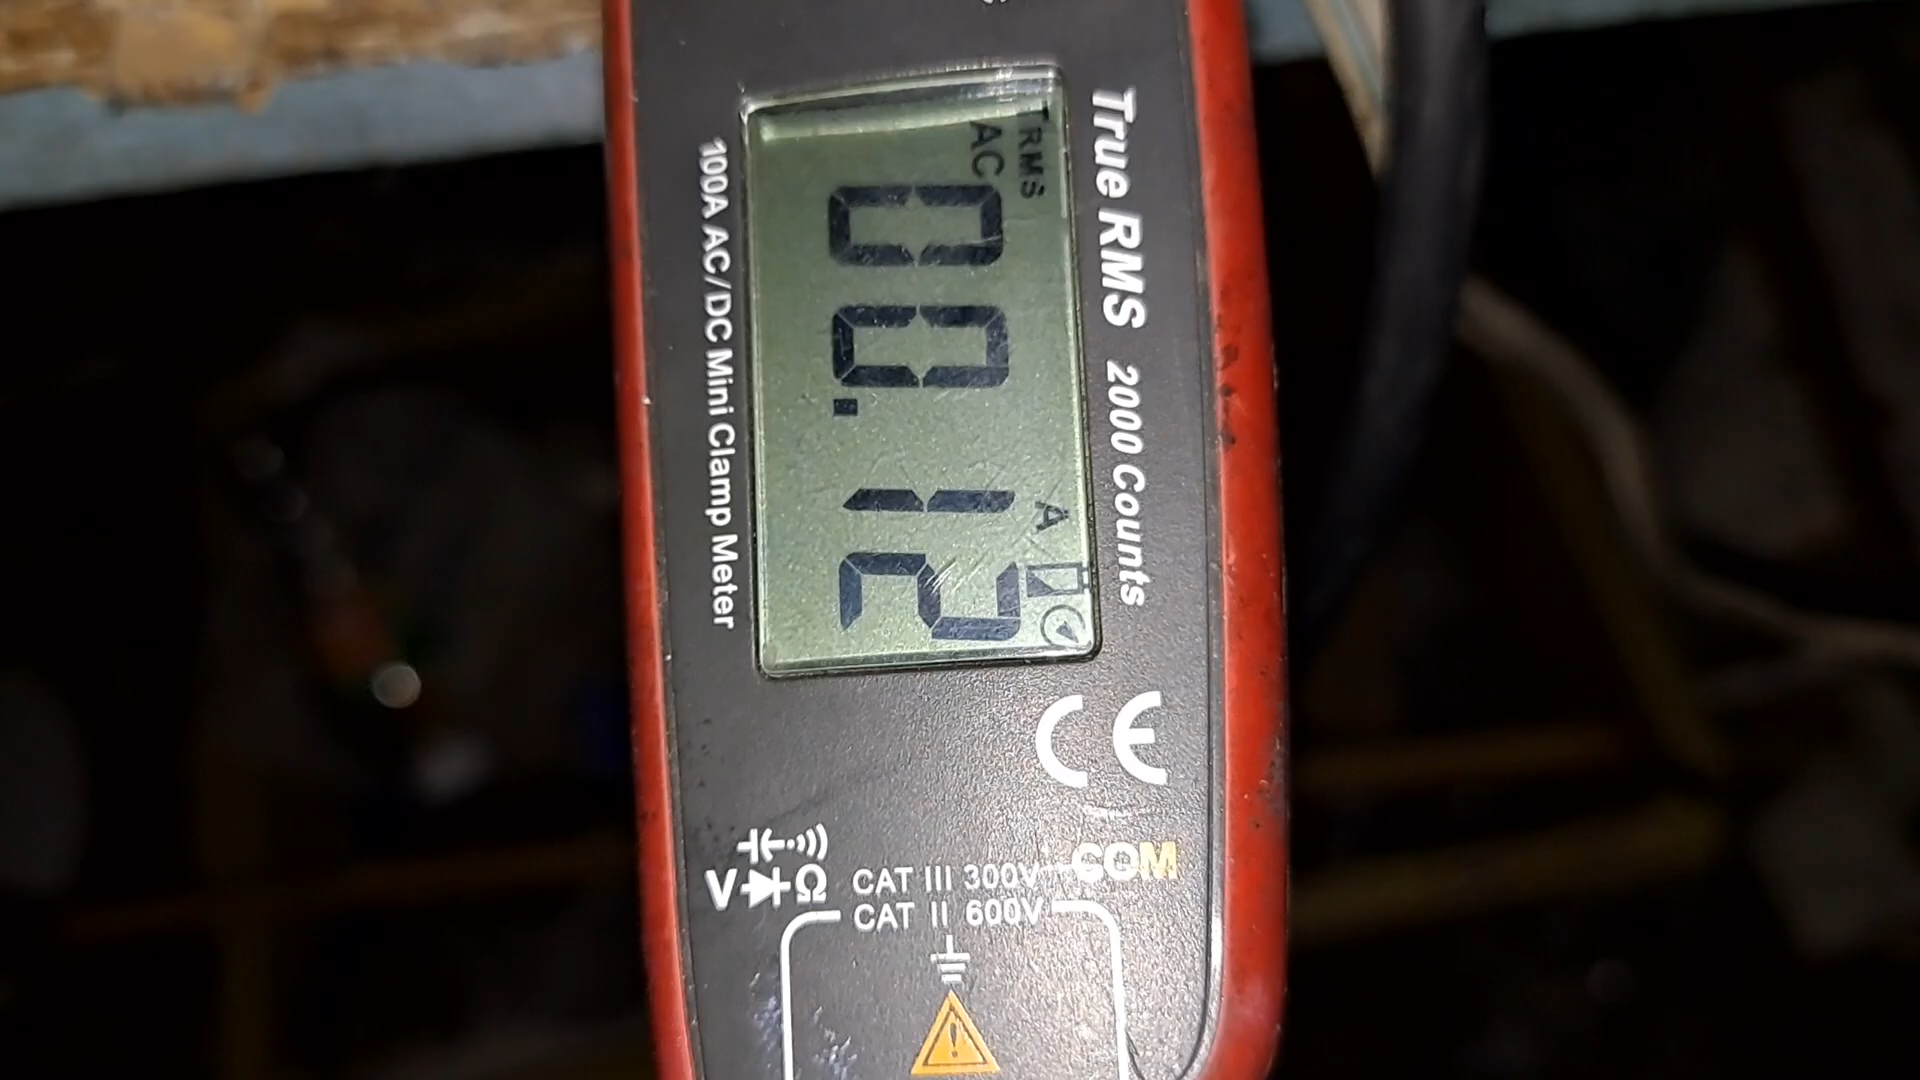 True RMS 2000 Counts
TRMS
AC
A
00.12
100A AC/DC Mini Clamp Meter
CE
COM
V
Ω
CAT III 300V
CAT II 600V